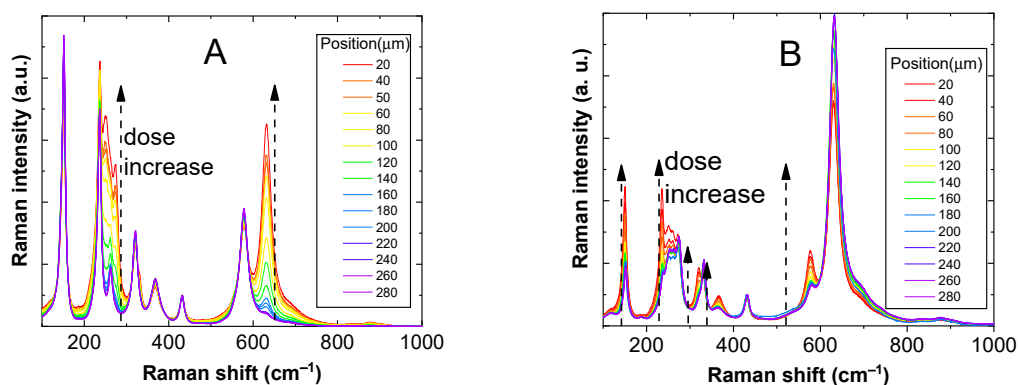 A
Raman intensity (a.u.)
Position(μm)
20
40
50
60
80
100
120
140
160
180
200
220
240
260
280
dose
increase
200 400 600 800 1000
Raman shift (cm⁻¹)
B
Raman intensity (a. u.)
Position(μm)
20
40
60
80
100
120
140
160
180
200
220
240
260
280
dose
increase
200 400 600 800 1000
Raman shift (cm⁻¹)